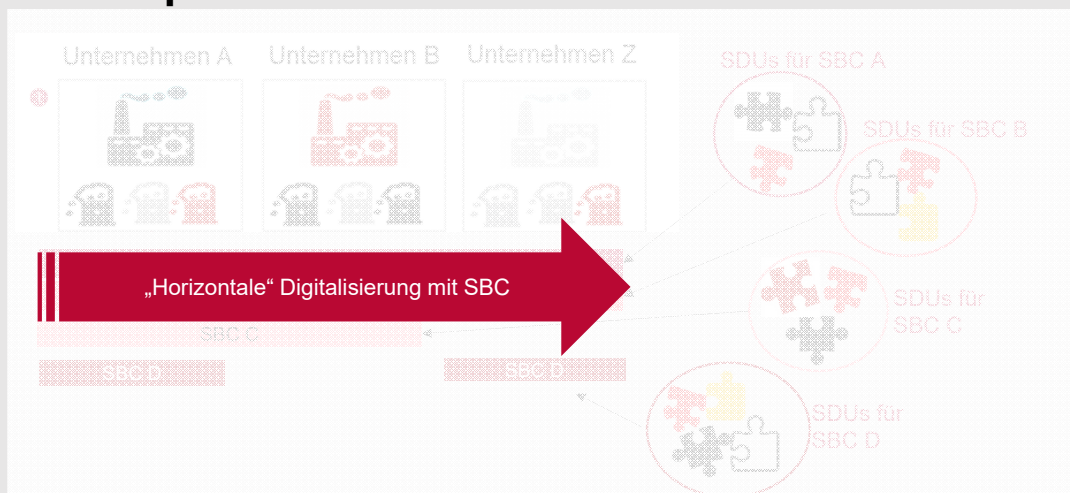 Unternehmen A
Unternehmen B
Unternehmen Z
SDUs für SBC A
1
SDUs für SBC B
„Horizontale“ Digitalisierung mit SBC
SDUs für
SBC C
SBC C
SBC D
SBC D
SDUs für
SBC D